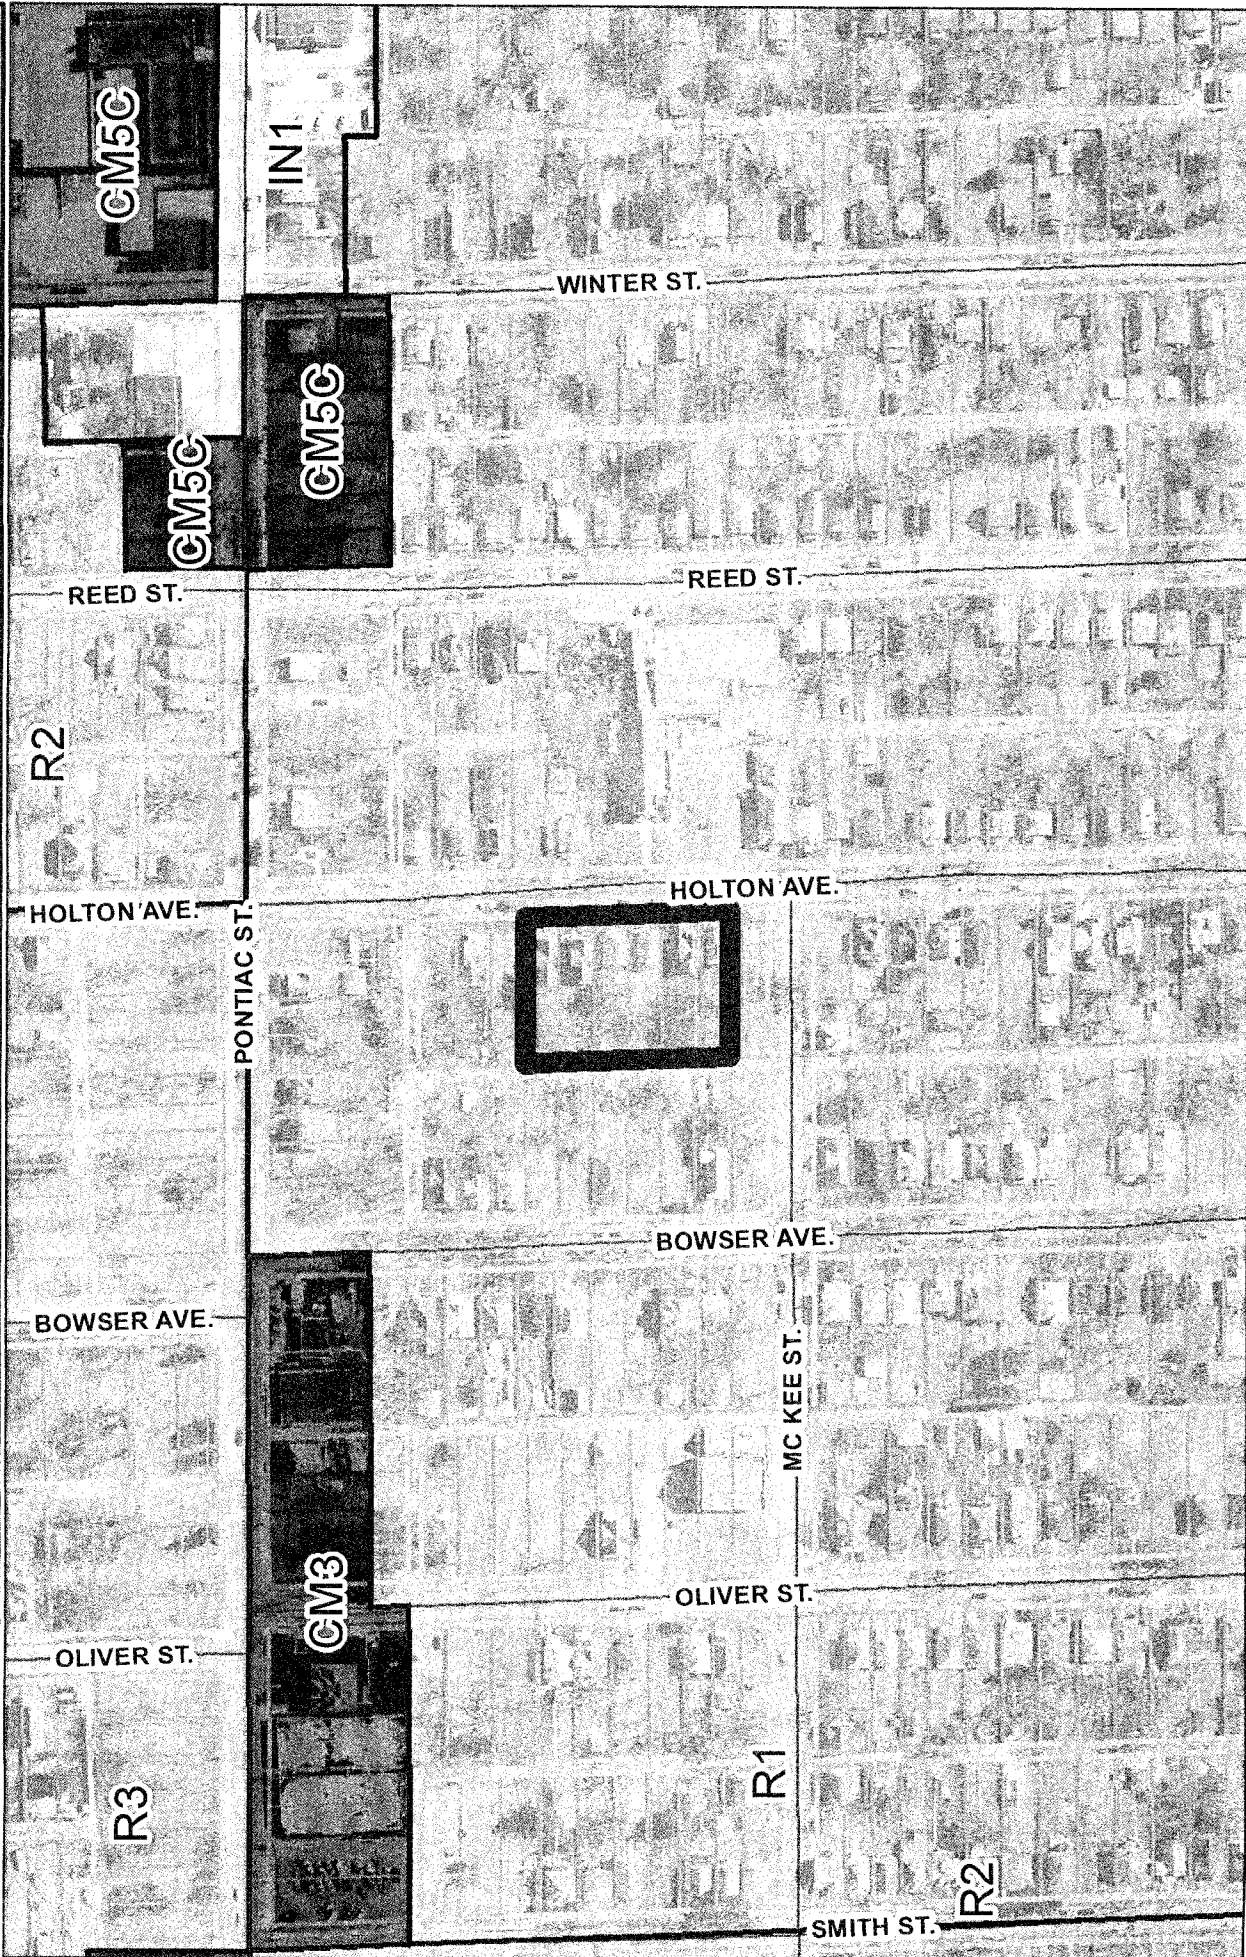 CM5C
IN1
WINTER ST.
CM5C
CM5C
REED ST.
REED ST.
R2
HOLTON AVE.
HOLTON AVE.
PONTIAC ST.
BOWSER AVE.
BOWSER AVE.
MC KEE ST.
CM3
OLIVER ST.
OLIVER ST.
R1
R3
R2
SMITH ST.